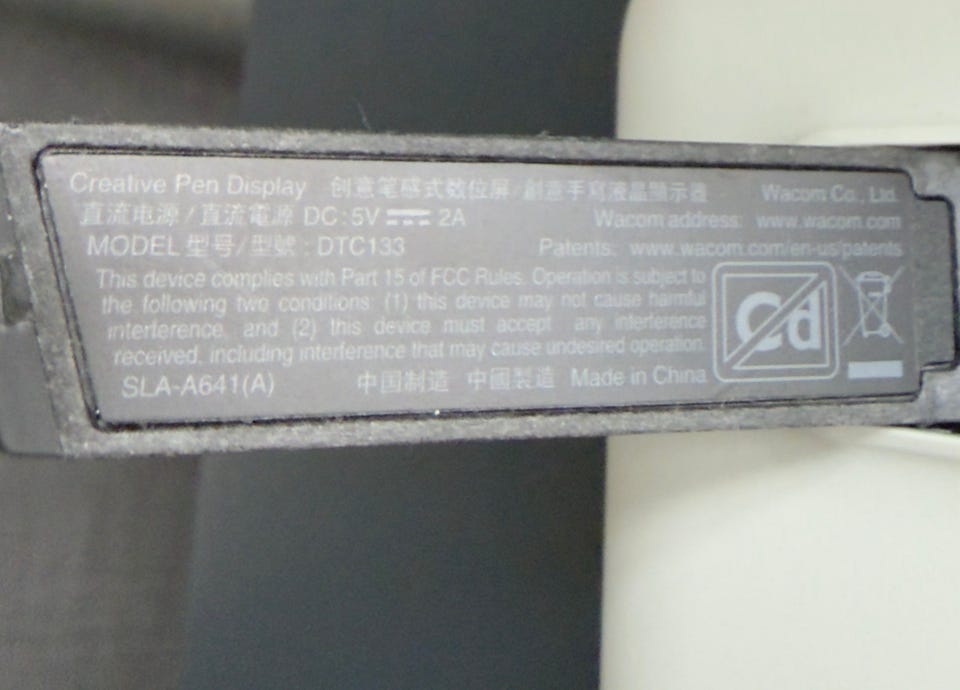 Creative Pen Display 创意笔感式数位屏/創意手寫液晶顯示器 Wacom Co., Ltd.
直流电源/直流電源 DC:5V ⎓ 2A Wacom address: www.wacom.com
MODEL 型号/型號 : DTC133 Patents: www.wacom.com/en-us/patents
This device complies with Part 15 of FCC Rules. Operation is subject to
the following two conditions: (1) this device may not cause harmful
interference, and (2) this device must accept any interference
received, including interference that may cause undesired operation.
Cd
SLA-A641(A) 中国制造 中國製造 Made in China